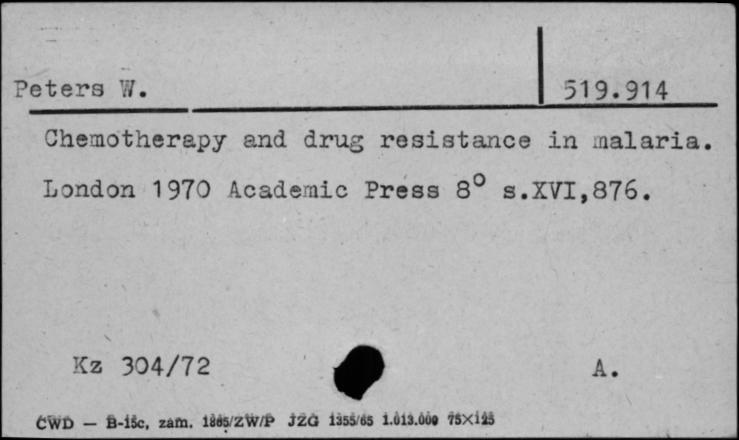 Peters W.
519.914
Chemotherapy and drug resistance in malaria.
London 1970 Academic Press 8° s.XVI,876.
Kz 304/72
A.
CWD — B-15c, zam. 1865/ZW/P JZG 1355/65 1.013.000 75×125